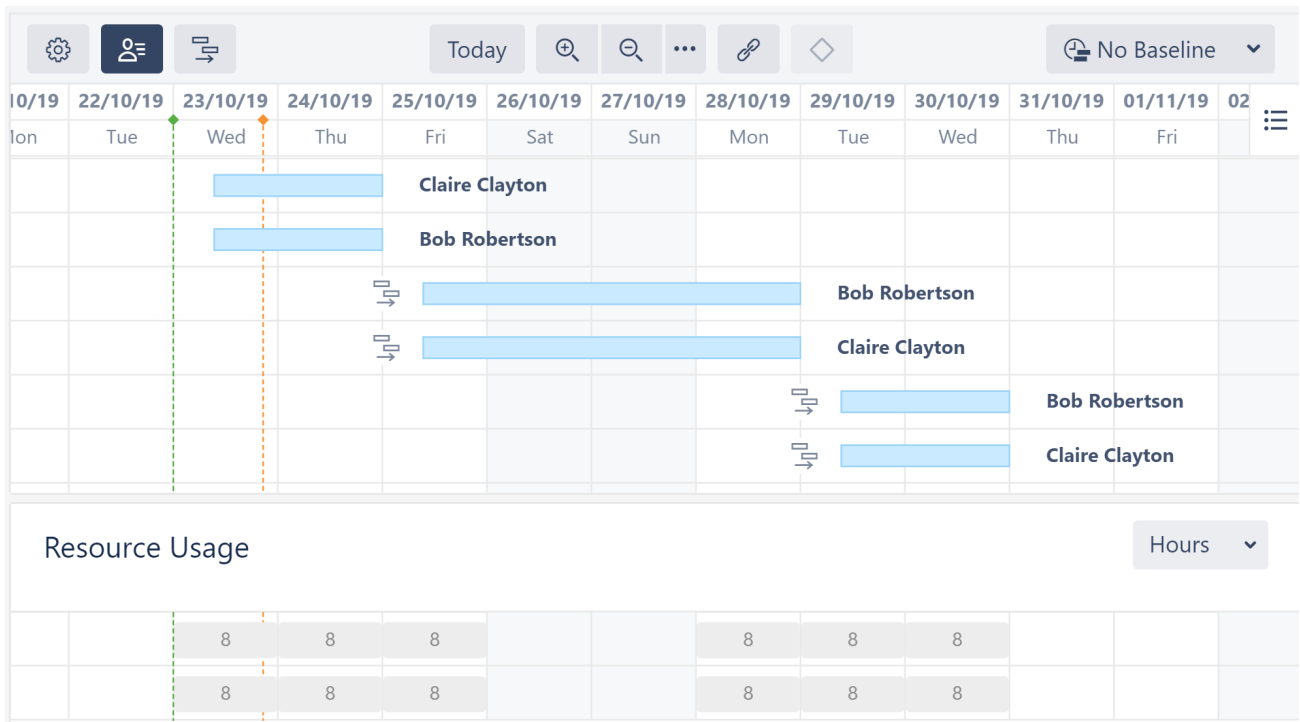 Today No Baseline
10/19 22/10/19 23/10/19 24/10/19 25/10/19 26/10/19 27/10/19 28/10/19 29/10/19 30/10/19 31/10/19 01/11/19 02
Mon Tue Wed Thu Fri Sat Sun Mon Tue Wed Thu Fri
Claire Clayton
Bob Robertson
Bob Robertson
Claire Clayton
Bob Robertson
Claire Clayton
Resource Usage Hours
8 8 8 8 8 8
8 8 8 8 8 8